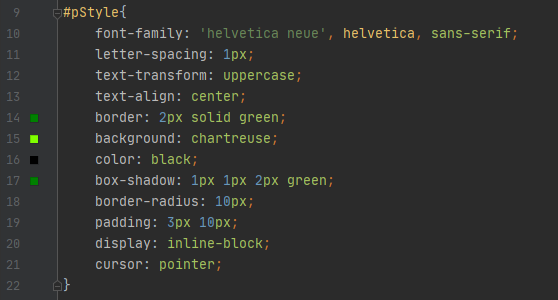 9 #pStyle{
10 font-family: 'helvetica neue', helvetica, sans-serif;
11 letter-spacing: 1px;
12 text-transform: uppercase;
13 text-align: center;
14 border: 2px solid green;
15 background: chartreuse;
16 color: black;
17 box-shadow: 1px 1px 2px green;
18 border-radius: 10px;
19 padding: 3px 10px;
20 display: inline-block;
21 cursor: pointer;
22 }